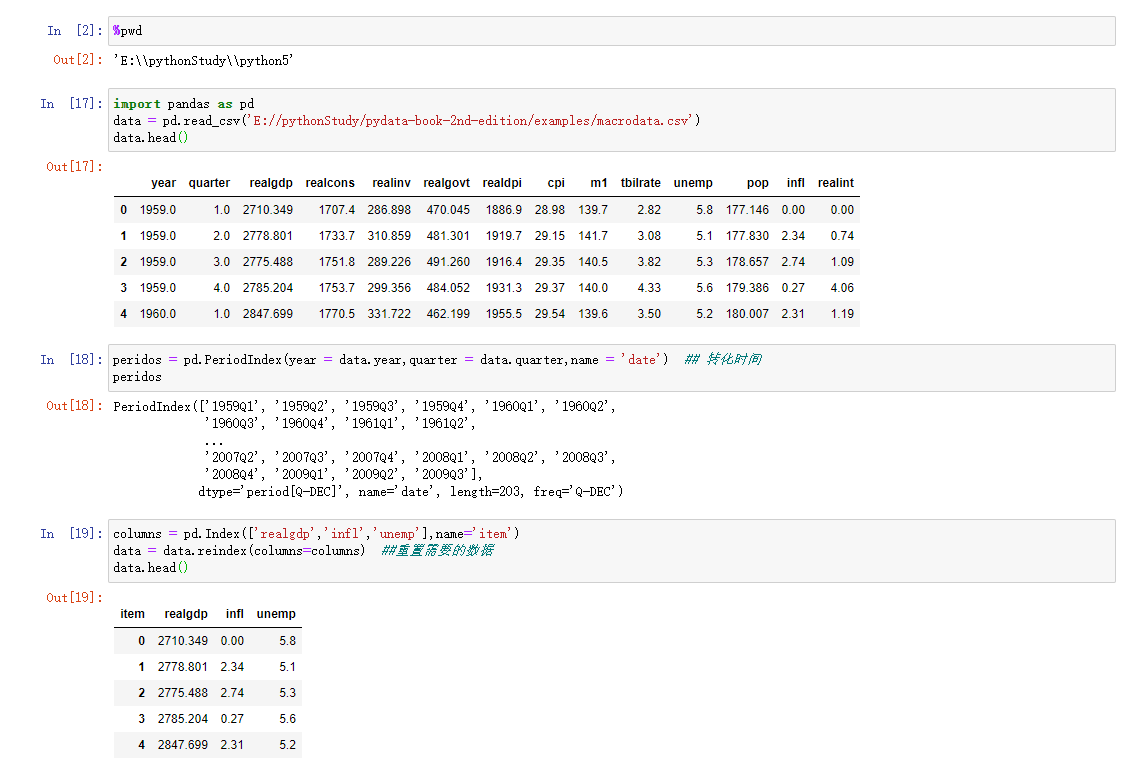 In [2]: %pwd
Out[2]: 'E:\\pythonStudy\\python5'
In [17]: import pandas as pd
data = pd.read_csv('E://pythonStudy/pydata-book-2nd-edition/examples/macrodata.csv')
data.head()
Out[17]:
year quarter realgdp realcons realinv realgovt realdpi cpi m1 tbilrate unemp pop infl realint
0 1959.0 1.0 2710.349 1707.4 286.898 470.045 1886.9 28.98 139.7 2.82 5.8 177.146 0.00 0.00
1 1959.0 2.0 2778.801 1733.7 310.859 481.301 1919.7 29.15 141.7 3.08 5.1 177.830 2.34 0.74
2 1959.0 3.0 2775.488 1751.8 289.226 491.260 1916.4 29.35 140.5 3.82 5.3 178.657 2.74 1.09
3 1959.0 4.0 2785.204 1753.7 299.356 484.052 1931.3 29.37 140.0 4.33 5.6 179.386 0.27 4.06
4 1960.0 1.0 2847.699 1770.5 331.722 462.199 1955.5 29.54 139.6 3.50 5.2 180.007 2.31 1.19
In [18]: peridos = pd.PeriodIndex(year = data.year,quarter = data.quarter,name = 'date') ## 转化时间
peridos
Out[18]: PeriodIndex(['1959Q1', '1959Q2', '1959Q3', '1959Q4', '1960Q1', '1960Q2',
'1960Q3', '1960Q4', '1961Q1', '1961Q2',
...
'2007Q2', '2007Q3', '2007Q4', '2008Q1', '2008Q2', '2008Q3',
'2008Q4', '2009Q1', '2009Q2', '2009Q3'],
dtype='period[Q-DEC]', name='date', length=203, freq='Q-DEC')
In [19]: columns = pd.Index(['realgdp','infl','unemp'],name='item')
data = data.reindex(columns=columns) ##重置需要的数据
data.head()
Out[19]:
item realgdp infl unemp
0 2710.349 0.00 5.8
1 2778.801 2.34 5.1
2 2775.488 2.74 5.3
3 2785.204 0.27 5.6
4 2847.699 2.31 5.2